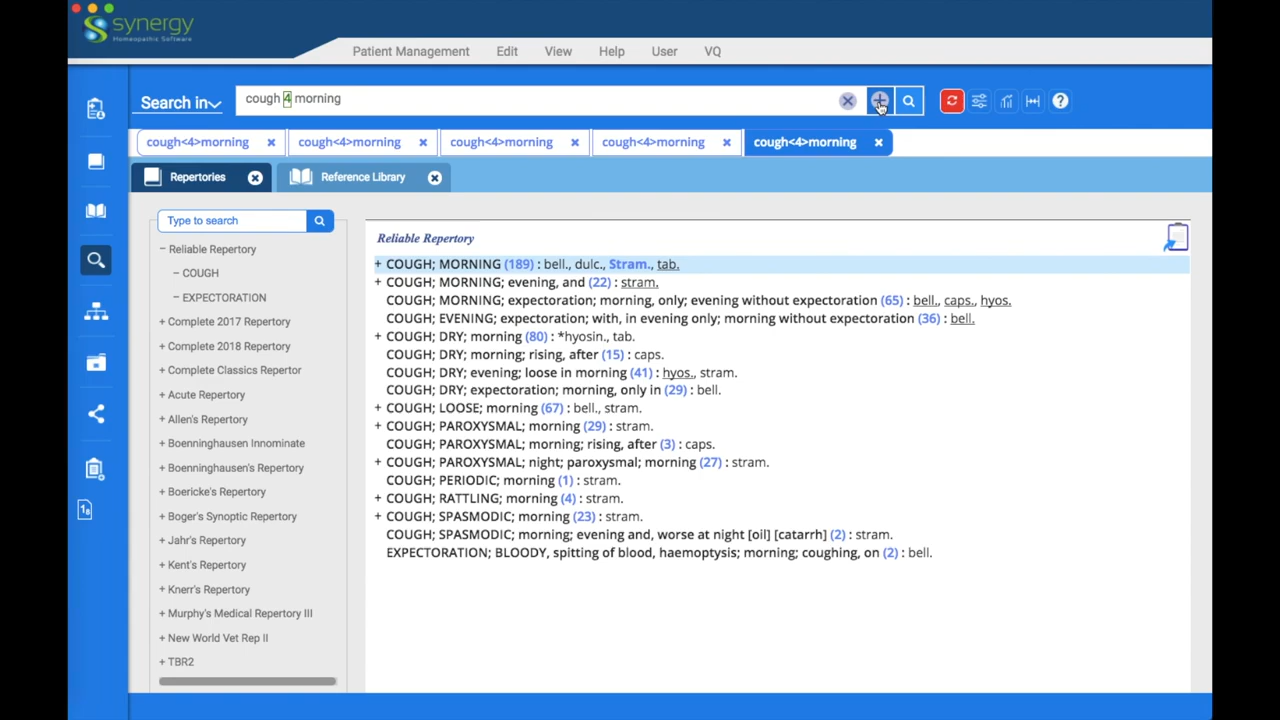 synergy
Homeopathic Software
Patient Management Edit View Help User VQ
Search in
cough 4 morning
?
cough<4>morning cough<4>morning cough<4>morning cough<4>morning cough<4>morning
Repertories Reference Library
Type to search
− Reliable Repertory
− COUGH
− EXPECTORATION
+ Complete 2017 Repertory
+ Complete 2018 Repertory
+ Complete Classics Repertor
+ Acute Repertory
+ Allen's Repertory
+ Boenninghausen Innominate
+ Boenninghausen's Repertory
+ Boericke's Repertory
+ Boger's Synoptic Repertory
+ Jahr's Repertory
+ Kent's Repertory
+ Knerr's Repertory
+ Murphy's Medical Repertory III
+ New World Vet Rep II
+ TBR2
Reliable Repertory
+ COUGH; MORNING (189) : bell., dulc., Stram., tab.
+ COUGH; MORNING; evening, and (22) : stram.
COUGH; MORNING; expectoration; morning, only; evening without expectoration (65) : bell., caps., hyos.
COUGH; EVENING; expectoration; with, in evening only; morning without expectoration (36) : bell.
+ COUGH; DRY; morning (80) : *hyosin., tab.
COUGH; DRY; morning; rising, after (15) : caps.
COUGH; DRY; evening; loose in morning (41) : hyos., stram.
COUGH; DRY; expectoration; morning, only in (29) : bell.
+ COUGH; LOOSE; morning (67) : bell., stram.
+ COUGH; PAROXYSMAL; morning (29) : stram.
COUGH; PAROXYSMAL; morning; rising, after (3) : caps.
+ COUGH; PAROXYSMAL; night; paroxysmal; morning (27) : stram.
COUGH; PERIODIC; morning (1) : stram.
+ COUGH; RATTLING; morning (4) : stram.
+ COUGH; SPASMODIC; morning (23) : stram.
COUGH; SPASMODIC; morning; evening and, worse at night [oil] [catarrh] (2) : stram.
EXPECTORATION; BLOODY, spitting of blood, haemoptysis; morning; coughing, on (2) : bell.